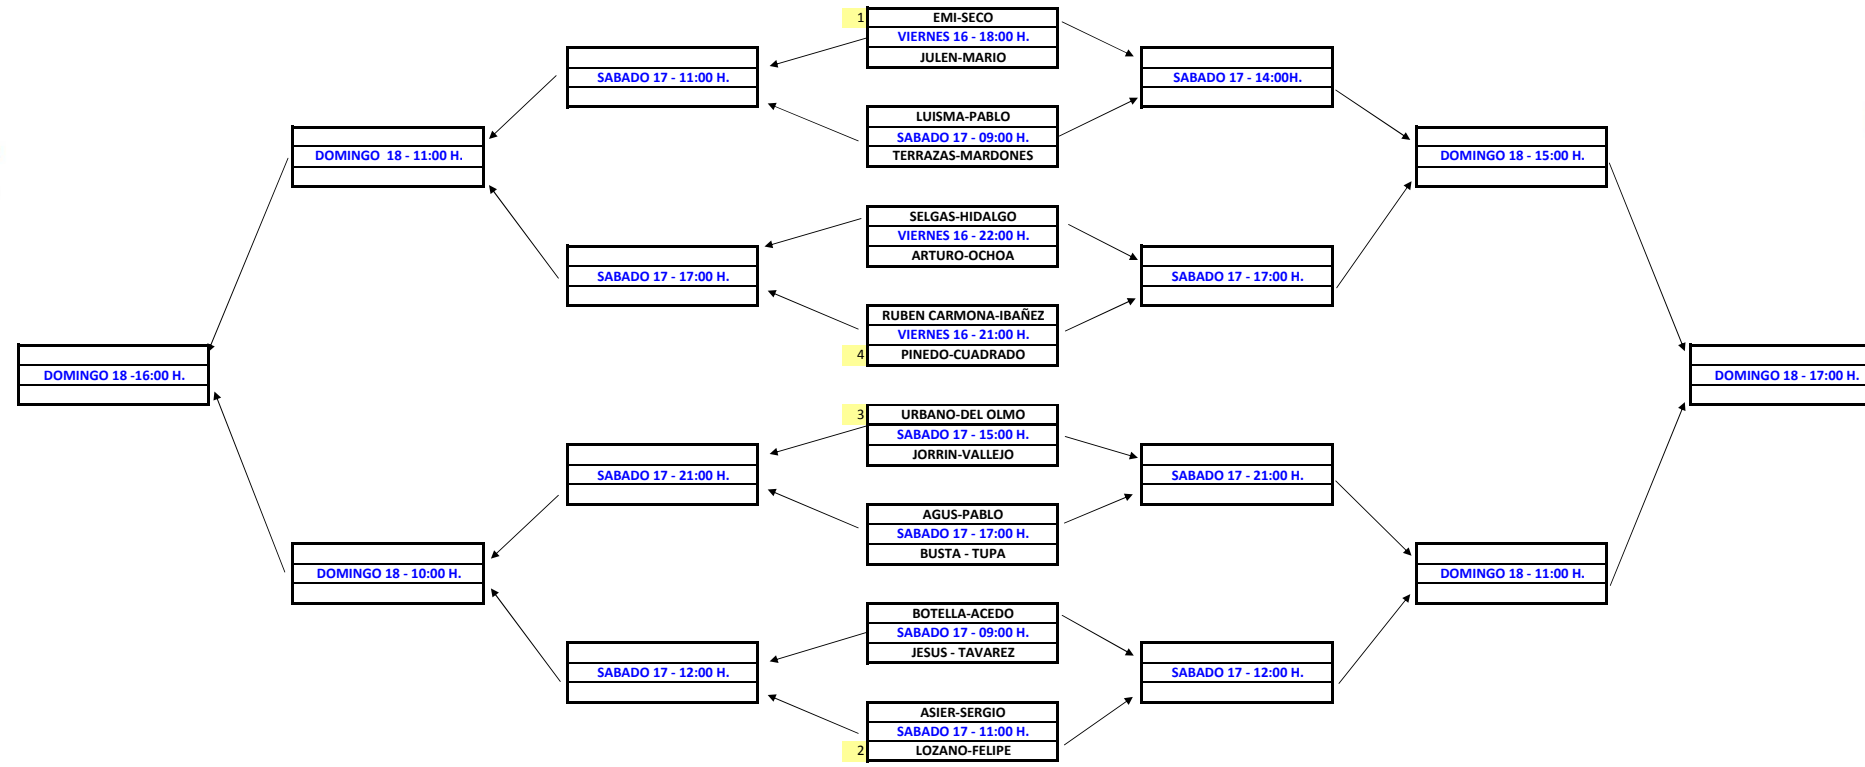 1 EMI-SECO
VIERNES 16 - 18:00 H.
JULEN-MARIO
SABADO 17 - 11:00 H.
SABADO 17 - 14:00H.
LUISMA-PABLO
SABADO 17 - 09:00 H.
TERRAZAS-MARDONES
DOMINGO 18 - 11:00 H.
DOMINGO 18 - 15:00 H.
SELGAS-HIDALGO
VIERNES 16 - 22:00 H.
ARTURO-OCHOA
SABADO 17 - 17:00 H.
SABADO 17 - 17:00 H.
RUBEN CARMONA-IBAÑEZ
VIERNES 16 - 21:00 H.
4 PINEDO-CUADRADO
DOMINGO 18 -16:00 H.
DOMINGO 18 - 17:00 H.
3 URBANO-DEL OLMO
SABADO 17 - 15:00 H.
JORRIN-VALLEJO
SABADO 17 - 21:00 H.
SABADO 17 - 21:00 H.
AGUS-PABLO
SABADO 17 - 17:00 H.
BUSTA - TUPA
DOMINGO 18 - 10:00 H.
DOMINGO 18 - 11:00 H.
BOTELLA-ACEDO
SABADO 17 - 09:00 H.
JESUS - TAVAREZ
SABADO 17 - 12:00 H.
SABADO 17 - 12:00 H.
ASIER-SERGIO
SABADO 17 - 11:00 H.
2 LOZANO-FELIPE